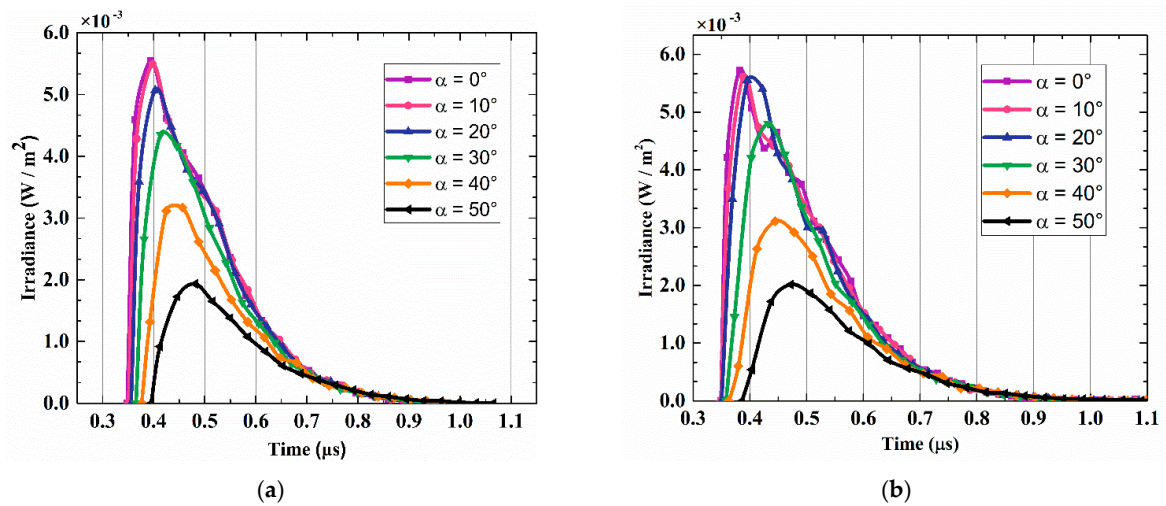 ×10⁻³
6.0
5.0
4.0
3.0
2.0
1.0
0.0
Irradiance (W / m²)
α = 0°
α = 10°
α = 20°
α = 30°
α = 40°
α = 50°
0.3 0.4 0.5 0.6 0.7 0.8 0.9 1.0 1.1
Time (µs)
(a)
×10⁻³
6.0
5.0
4.0
3.0
2.0
1.0
0.0
Irradiance (W / m²)
α = 0°
α = 10°
α = 20°
α = 30°
α = 40°
α = 50°
0.3 0.4 0.5 0.6 0.7 0.8 0.9 1.0 1.1
Time (µs)
(b)